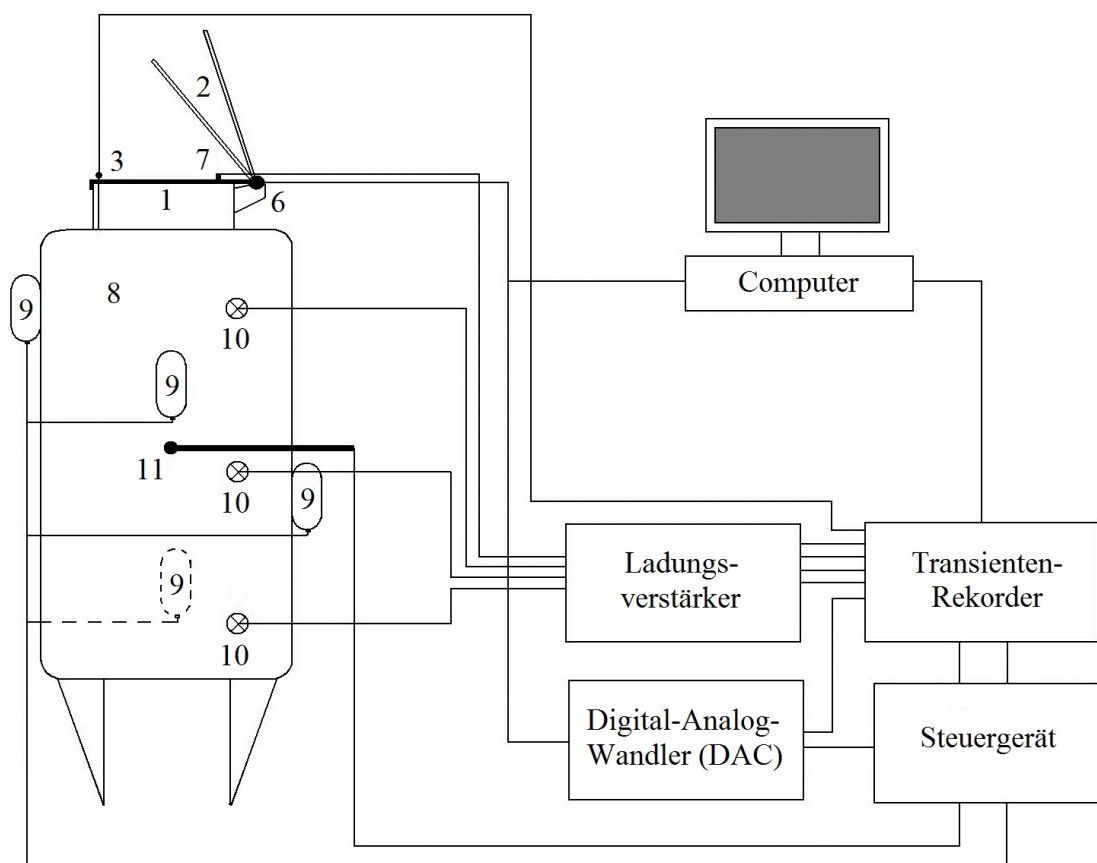 2
3
7
1
6
8
9
10
9
11
10
9
9
10
Computer
Ladungs-
verstärker
Transienten-
Rekorder
Digital-Analog-
Wandler (DAC)
Steuergerät